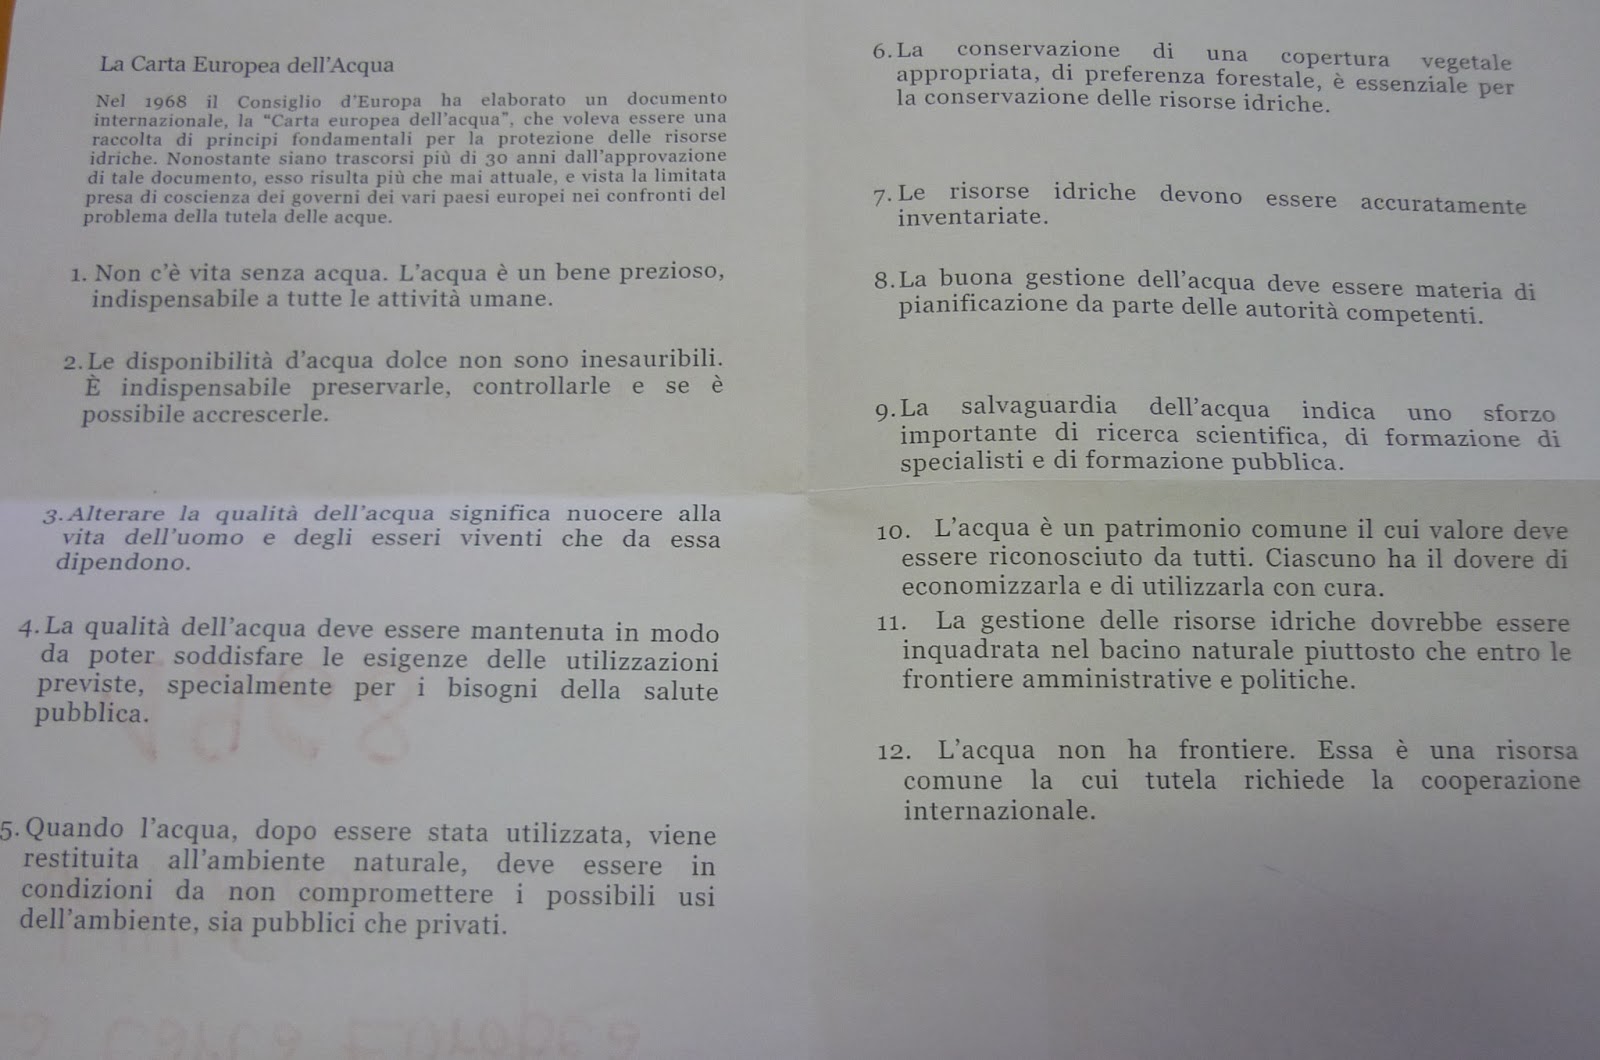 La Carta Europea dell'Acqua
Nel 1968 il Consiglio d'Europa ha elaborato un documento
internazionale, la “Carta europea dell'acqua”, che voleva essere una
raccolta di principi fondamentali per la protezione delle risorse
idriche. Nonostante siano trascorsi più di 30 anni dall'approvazione
di tale documento, esso risulta più che mai attuale, e vista la limitata
presa di coscienza dei governi dei vari paesi europei nei confronti del
problema della tutela delle acque.
1. Non c'è vita senza acqua. L'acqua è un bene prezioso,
indispensabile a tutte le attività umane.
2. Le disponibilità d'acqua dolce non sono inesauribili.
È indispensabile preservarle, controllarle e se è
possibile accrescerle.
3. Alterare la qualità dell'acqua significa nuocere alla
vita dell'uomo e degli esseri viventi che da essa
dipendono.
4. La qualità dell'acqua deve essere mantenuta in modo
da poter soddisfare le esigenze delle utilizzazioni
previste, specialmente per i bisogni della salute
pubblica.
1968
5. Quando l'acqua, dopo essere stata utilizzata, viene
restituita all'ambiente naturale, deve essere in
condizioni da non compromettere i possibili usi
dell'ambiente, sia pubblici che privati.
Carta Europea
6. La conservazione di una copertura vegetale
appropriata, di preferenza forestale, è essenziale per
la conservazione delle risorse idriche.
7. Le risorse idriche devono essere accuratamente
inventariate.
8. La buona gestione dell'acqua deve essere materia di
pianificazione da parte delle autorità competenti.
9. La salvaguardia dell'acqua indica uno sforzo
importante di ricerca scientifica, di formazione di
specialisti e di formazione pubblica.
10. L'acqua è un patrimonio comune il cui valore deve
essere riconosciuto da tutti. Ciascuno ha il dovere di
economizzarla e di utilizzarla con cura.
11. La gestione delle risorse idriche dovrebbe essere
inquadrata nel bacino naturale piuttosto che entro le
frontiere amministrative e politiche.
12. L'acqua non ha frontiere. Essa è una risorsa
comune la cui tutela richiede la cooperazione
internazionale.